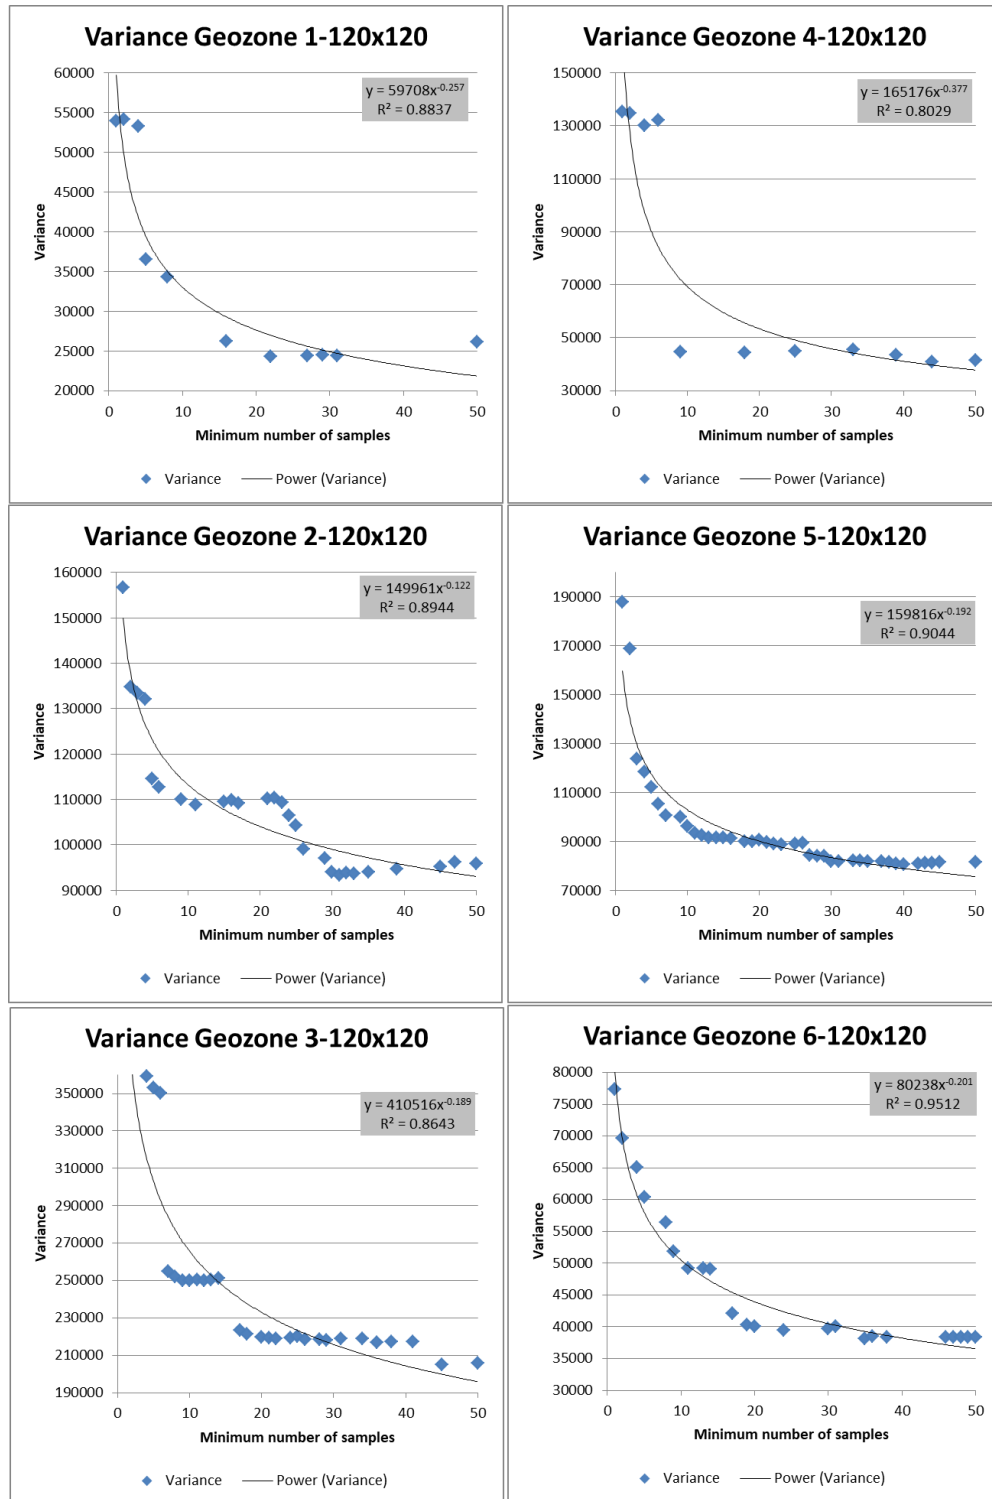 Variance Geozone 1-120x120
60000
55000
50000
45000
40000
35000
30000
25000
20000
Variance
y = 59708x^-0.257
R² = 0.8837
0 10 20 30 40 50
Minimum number of samples
Variance Power (Variance)
Variance Geozone 4-120x120
150000
130000
110000
90000
70000
50000
30000
Variance
y = 165176x^-0.377
R² = 0.8029
0 10 20 30 40 50
Minimum number of samples
Variance Power (Variance)
Variance Geozone 2-120x120
160000
150000
140000
130000
120000
110000
100000
90000
Variance
y = 149961x^-0.122
R² = 0.8944
0 10 20 30 40 50
Minimum number of samples
Variance Power (Variance)
Variance Geozone 5-120x120
190000
170000
150000
130000
110000
90000
70000
Variance
y = 159816x^-0.192
R² = 0.9044
0 10 20 30 40 50
Minimum number of samples
Variance Power (Variance)
Variance Geozone 3-120x120
350000
330000
310000
290000
270000
250000
230000
210000
190000
Variance
y = 410516x^-0.189
R² = 0.8643
0 10 20 30 40 50
Minimum number of samples
Variance Power (Variance)
Variance Geozone 6-120x120
80000
75000
70000
65000
60000
55000
50000
45000
40000
35000
30000
Variance
y = 80238x^-0.201
R² = 0.9512
0 10 20 30 40 50
Minimum number of samples
Variance Power (Variance)